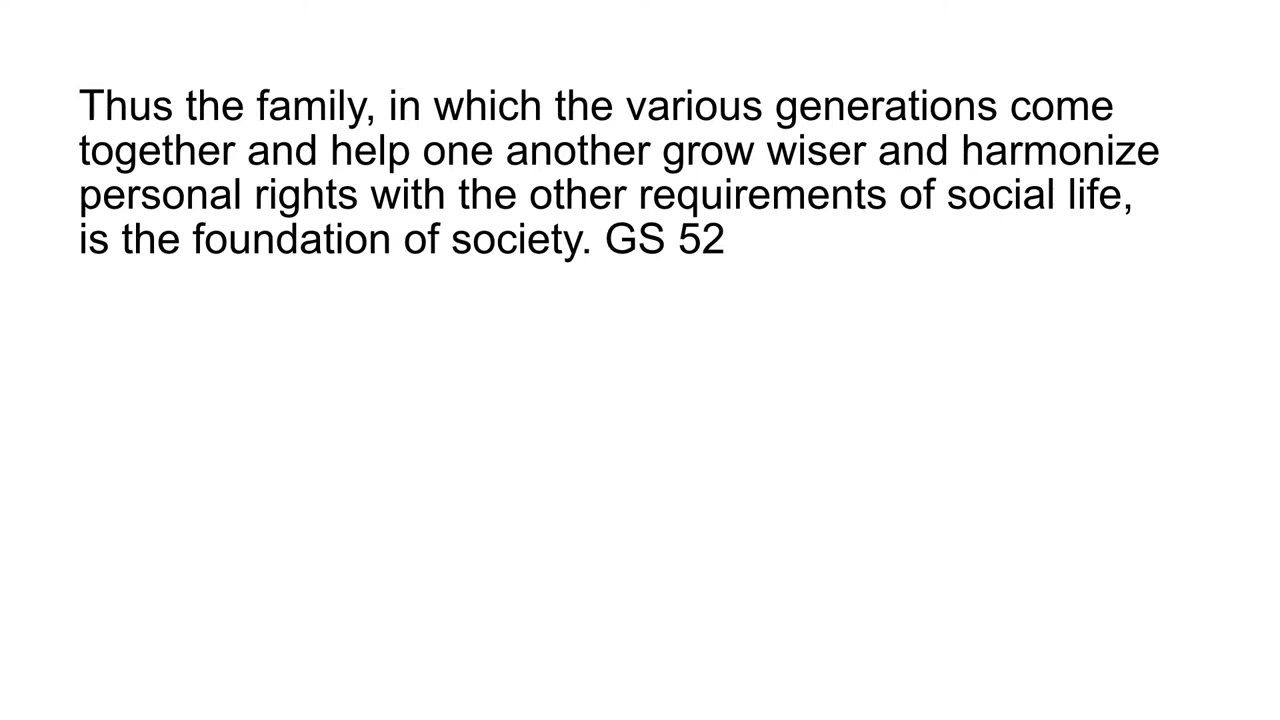 Thus the family, in which the various generations come
together and help one another grow wiser and harmonize
personal rights with the other requirements of social life,
is the foundation of society. GS 52